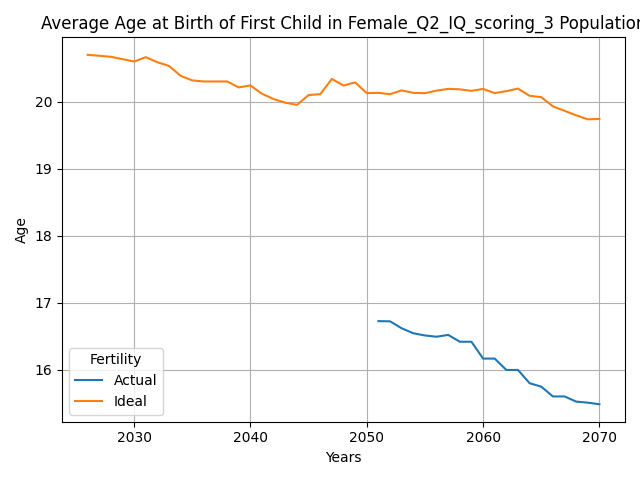 Average Age at Birth of First Child in Female_Q2_IQ_scoring_3 Population
Age
20
19
18
17
16
Fertility
Actual
Ideal
2030
2040
2050
2060
2070
Years